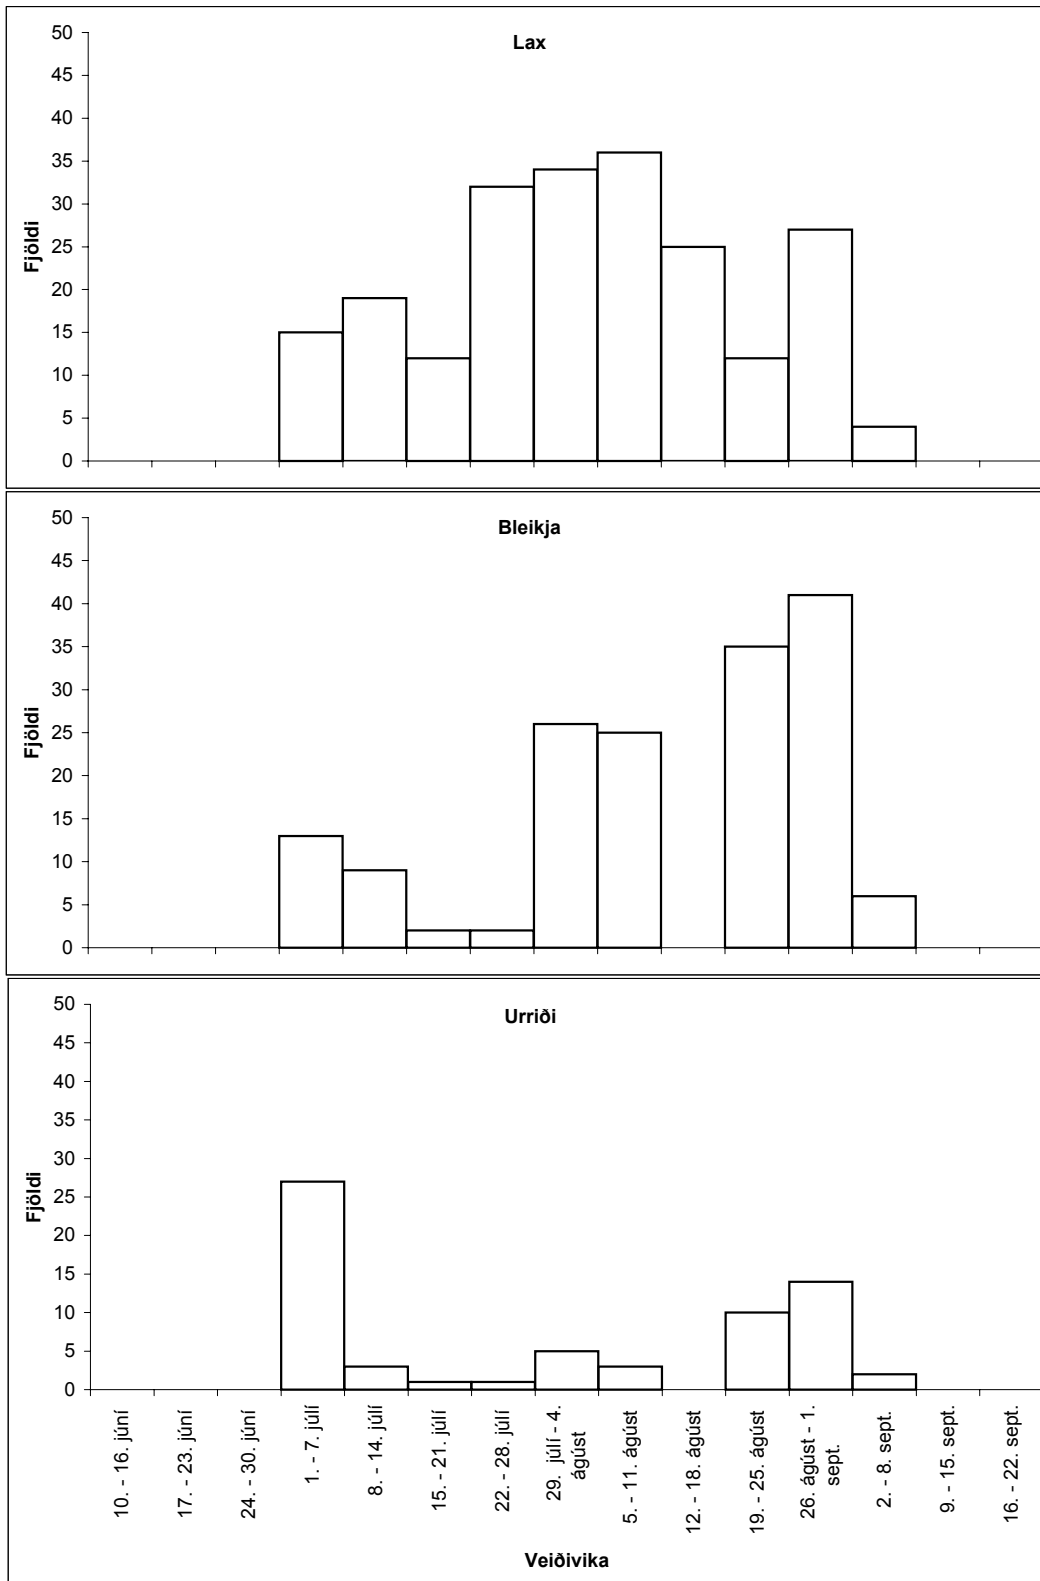 Lax
50
45
40
35
30
25
20
15
10
5
0
Fjöldi
Bleikja
50
45
40
35
30
25
20
15
10
5
0
Fjöldi
Urriði
50
45
40
35
30
25
20
15
10
5
0
Fjöldi
10. - 16. júní
17. - 23. júní
24. - 30. júní
1. - 7. júlí
8. - 14. júlí
15. - 21. júlí
22. - 28. júlí
29. júlí - 4.
ágúst
5. - 11. ágúst
12. - 18. ágúst
19. - 25. ágúst
26. ágúst - 1.
sept.
2. - 8. sept.
9. - 15. sept.
16. - 22. sept.
Veiðivika